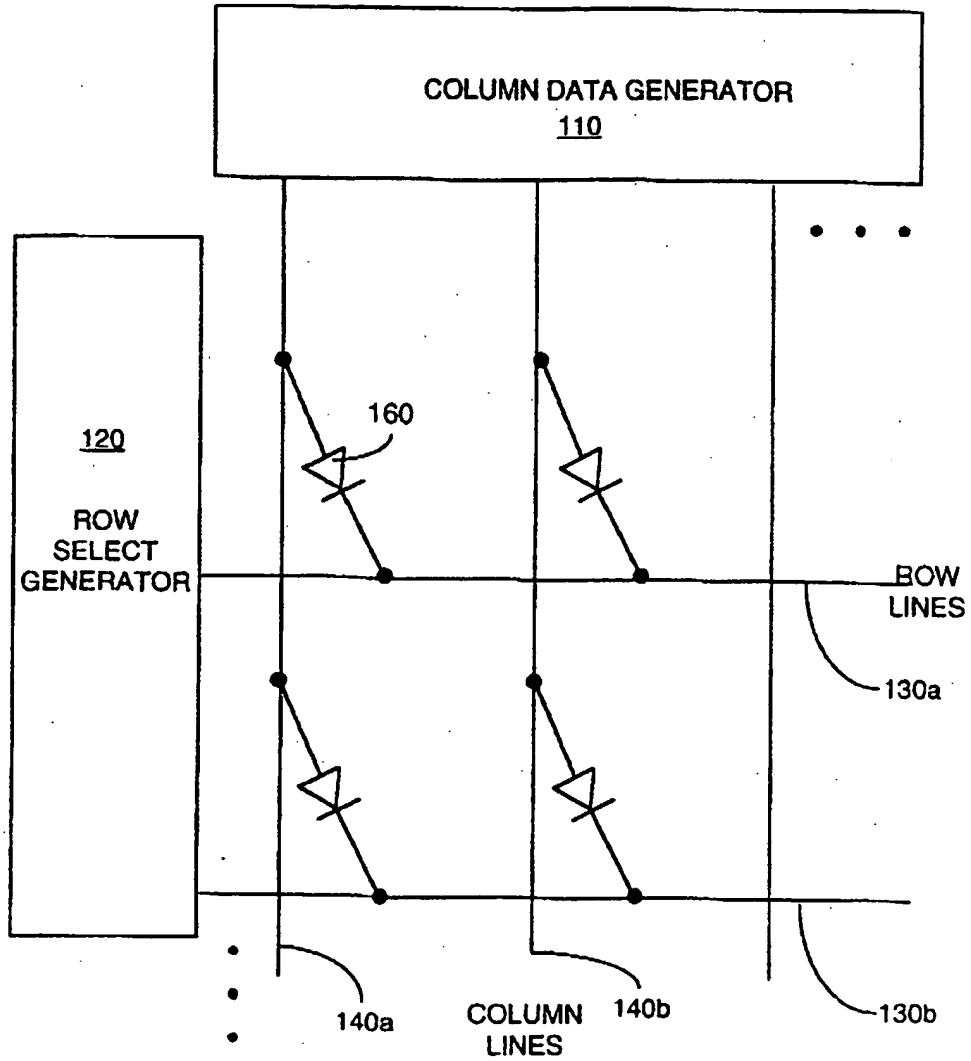 COLUMN DATA GENERATOR
110
160
120
ROW
SELECT
GENERATOR
ROW
LINES
130a
140a
COLUMN
LINES
140b
130b